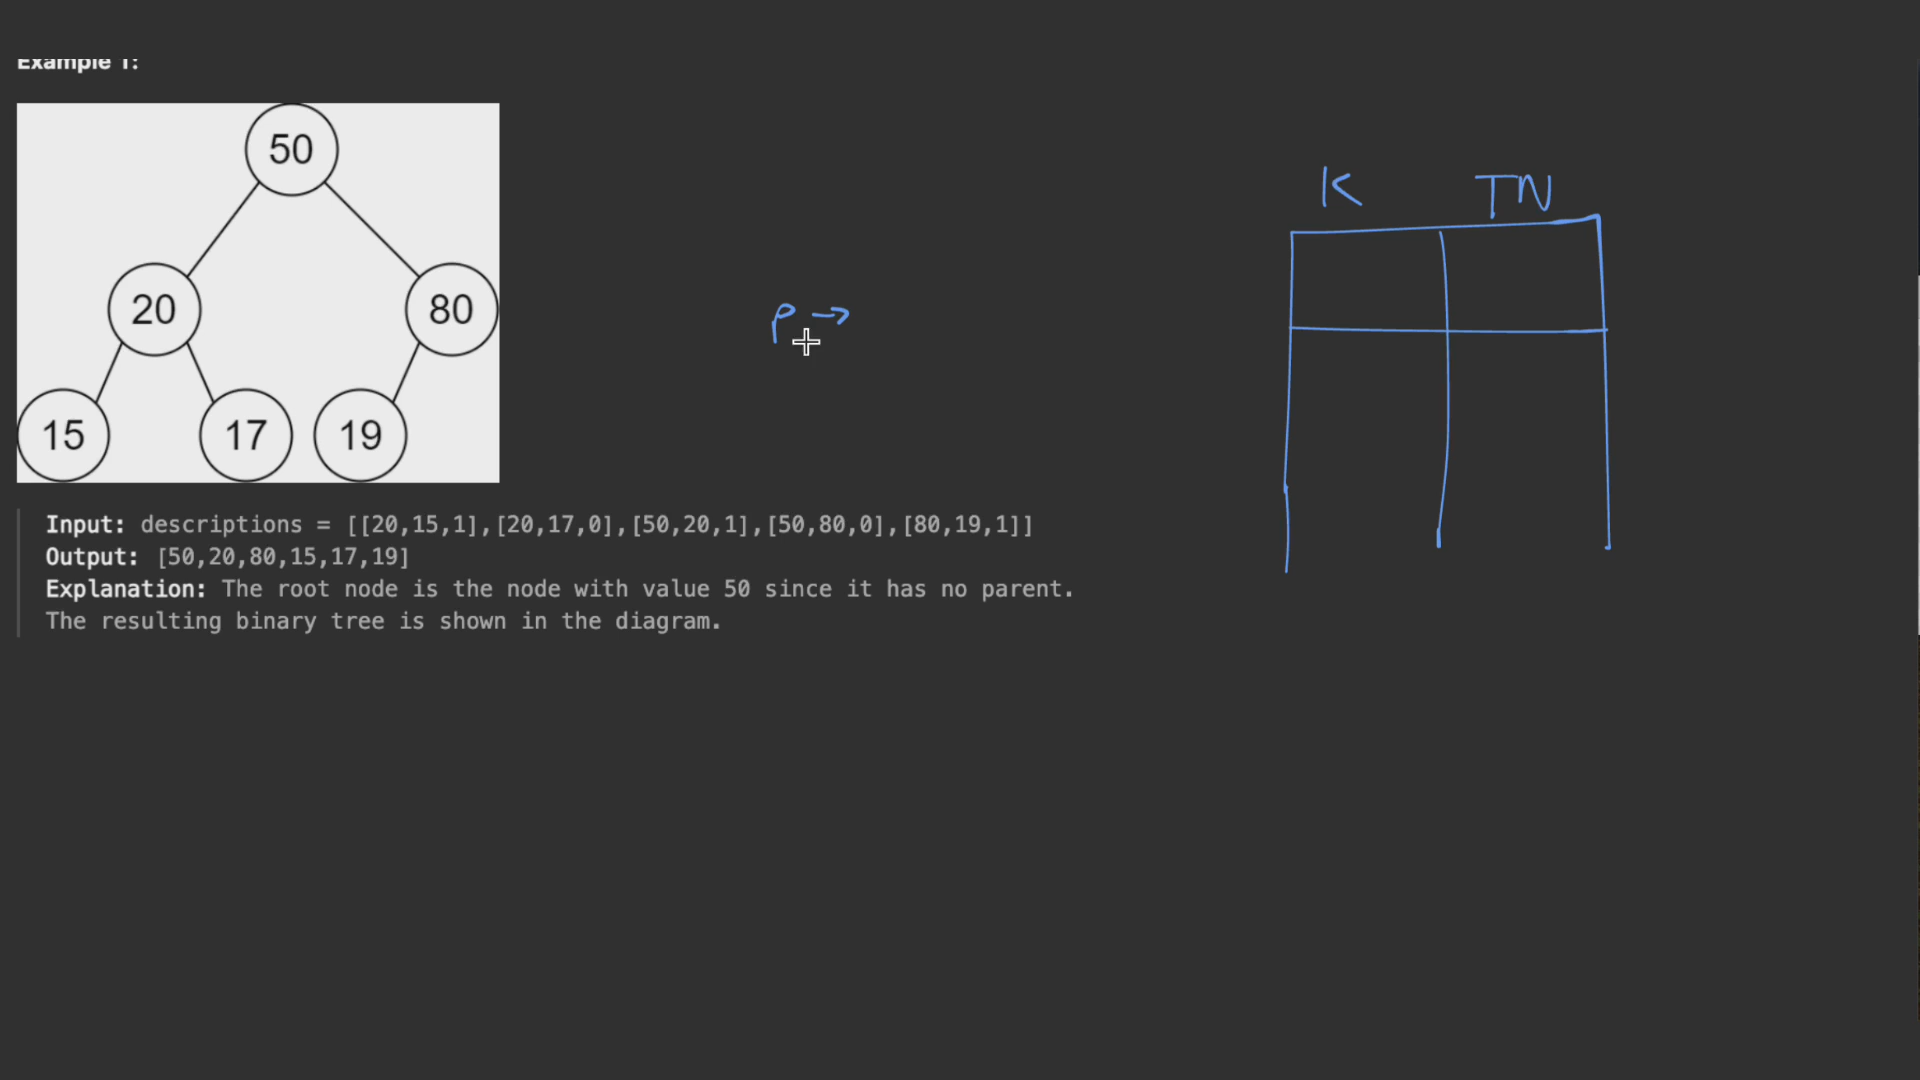 Example 1:
50
20 80
15 17 19
K TN
P →
Input: descriptions = [[20,15,1],[20,17,0],[50,20,1],[50,80,0],[80,19,1]]
Output: [50,20,80,15,17,19]
Explanation: The root node is the node with value 50 since it has no parent.
The resulting binary tree is shown in the diagram.